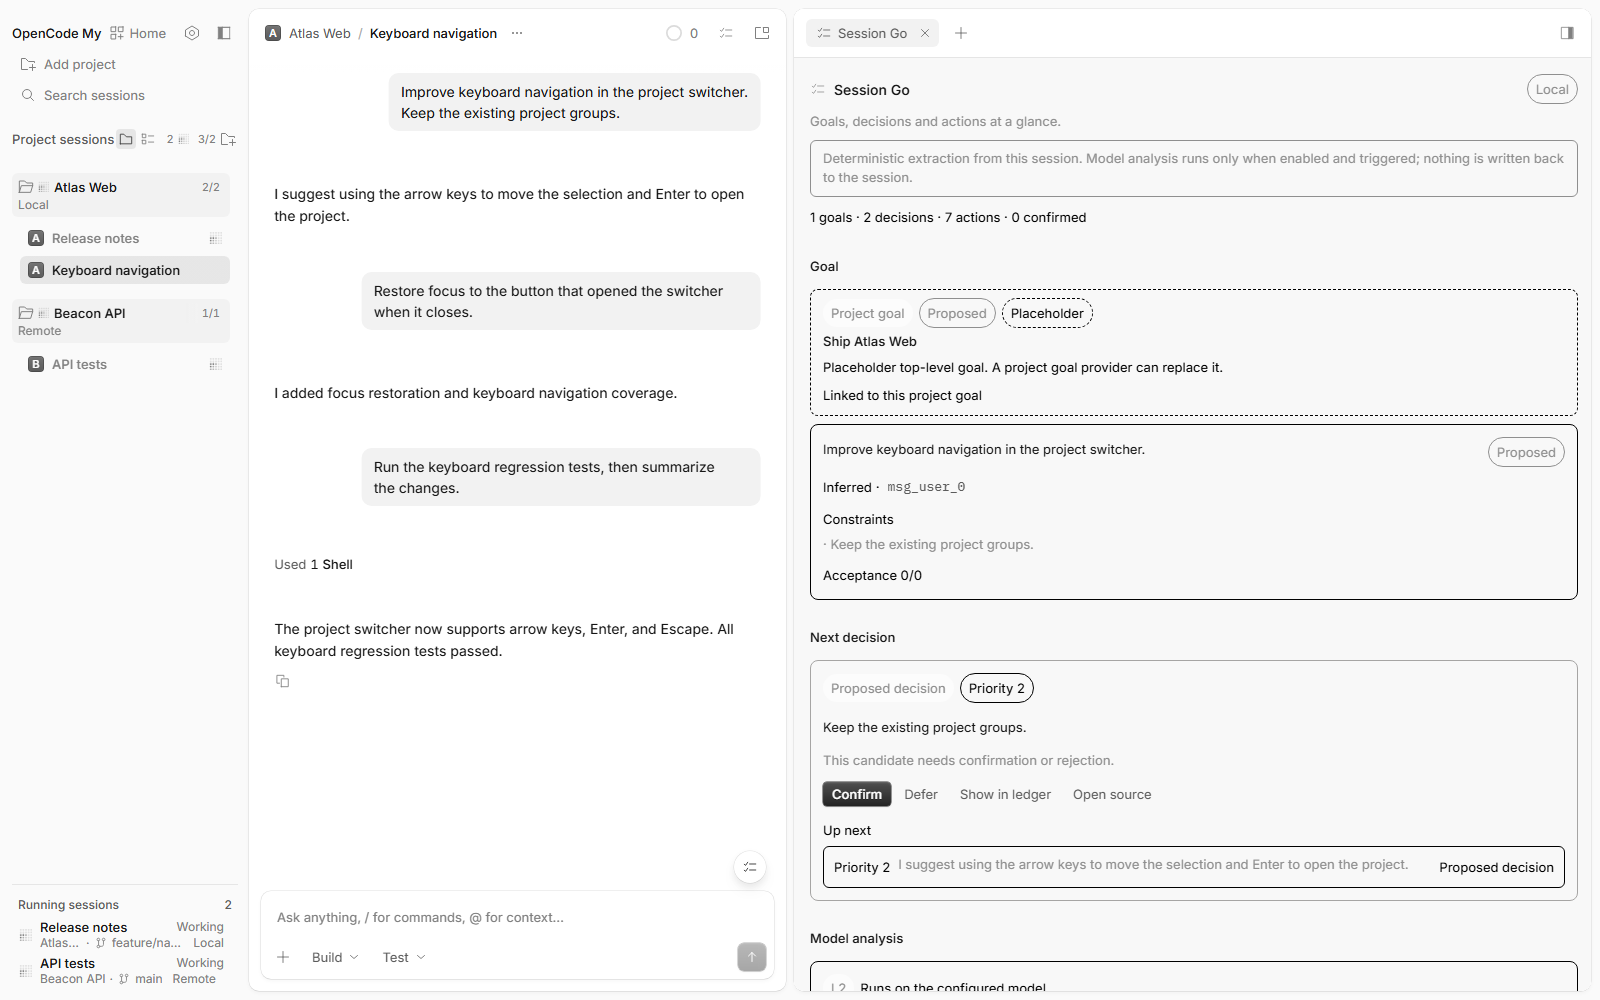 OpenCode My
Home
Add project
Search sessions
Project sessions
2
3/2
Atlas Web
2/2
Local
A
Release notes
A
Keyboard navigation
Beacon API
1/1
Remote
B
API tests
Running sessions
2
Release notes
Working
Atlas... · feature/na...
Local
API tests
Working
Beacon API · main
Remote
A
Atlas Web / Keyboard navigation
0
Improve keyboard navigation in the project switcher.
Keep the existing project groups.
I suggest using the arrow keys to move the selection and Enter to open
the project.
Restore focus to the button that opened the switcher
when it closes.
I added focus restoration and keyboard navigation coverage.
Run the keyboard regression tests, then summarize
the changes.
Used 1 Shell
The project switcher now supports arrow keys, Enter, and Escape. All
keyboard regression tests passed.
Ask anything, / for commands, @ for context...
Build
Test
Session Go
Session Go
Local
Goals, decisions and actions at a glance.
Deterministic extraction from this session. Model analysis runs only when enabled and triggered; nothing is written back
to the session.
1 goals · 2 decisions · 7 actions · 0 confirmed
Goal
Project goal
Proposed
Placeholder
Ship Atlas Web
Placeholder top-level goal. A project goal provider can replace it.
Linked to this project goal
Improve keyboard navigation in the project switcher.
Proposed
Inferred · msg_user_0
Constraints
· Keep the existing project groups.
Acceptance 0/0
Next decision
Proposed decision
Priority 2
Keep the existing project groups.
This candidate needs confirmation or rejection.
Confirm
Defer
Show in ledger
Open source
Up next
Priority 2
I suggest using the arrow keys to move the selection and Enter to open the project.
Proposed decision
Model analysis
L2
Runs on the configured model